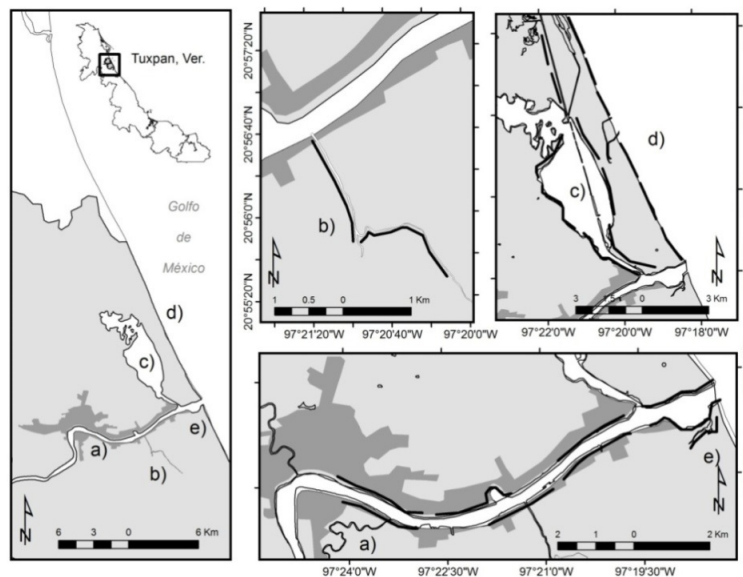 Tuxpan, Ver.
Golfo
de
México
d)
c)
a)
e)
b)
N
6 3 0 6 Km
20°57'20"N
20°56'40"N
20°56'0"N
20°55'20"N
b)
N
1 0.5 0 1 Km
97°21'20"W 97°20'40"W 97°20'0"W
d)
c)
N
3 1.5 0 3 Km
97°22'0"W 97°20'0"W 97°18'0"W
e)
a)
N
2 1 0 2 Km
97°24'0"W 97°22'30"W 97°21'0"W 97°19'30"W